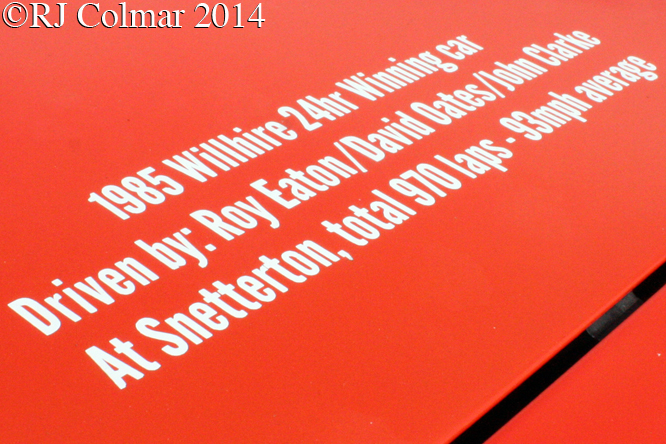 ©RJ Colmar 2014
1985 Willhire 24hr Winning car
Driven by: Roy Eaton/David Oates/John Clarke
At Snetterton, total 970 laps - 93mph average